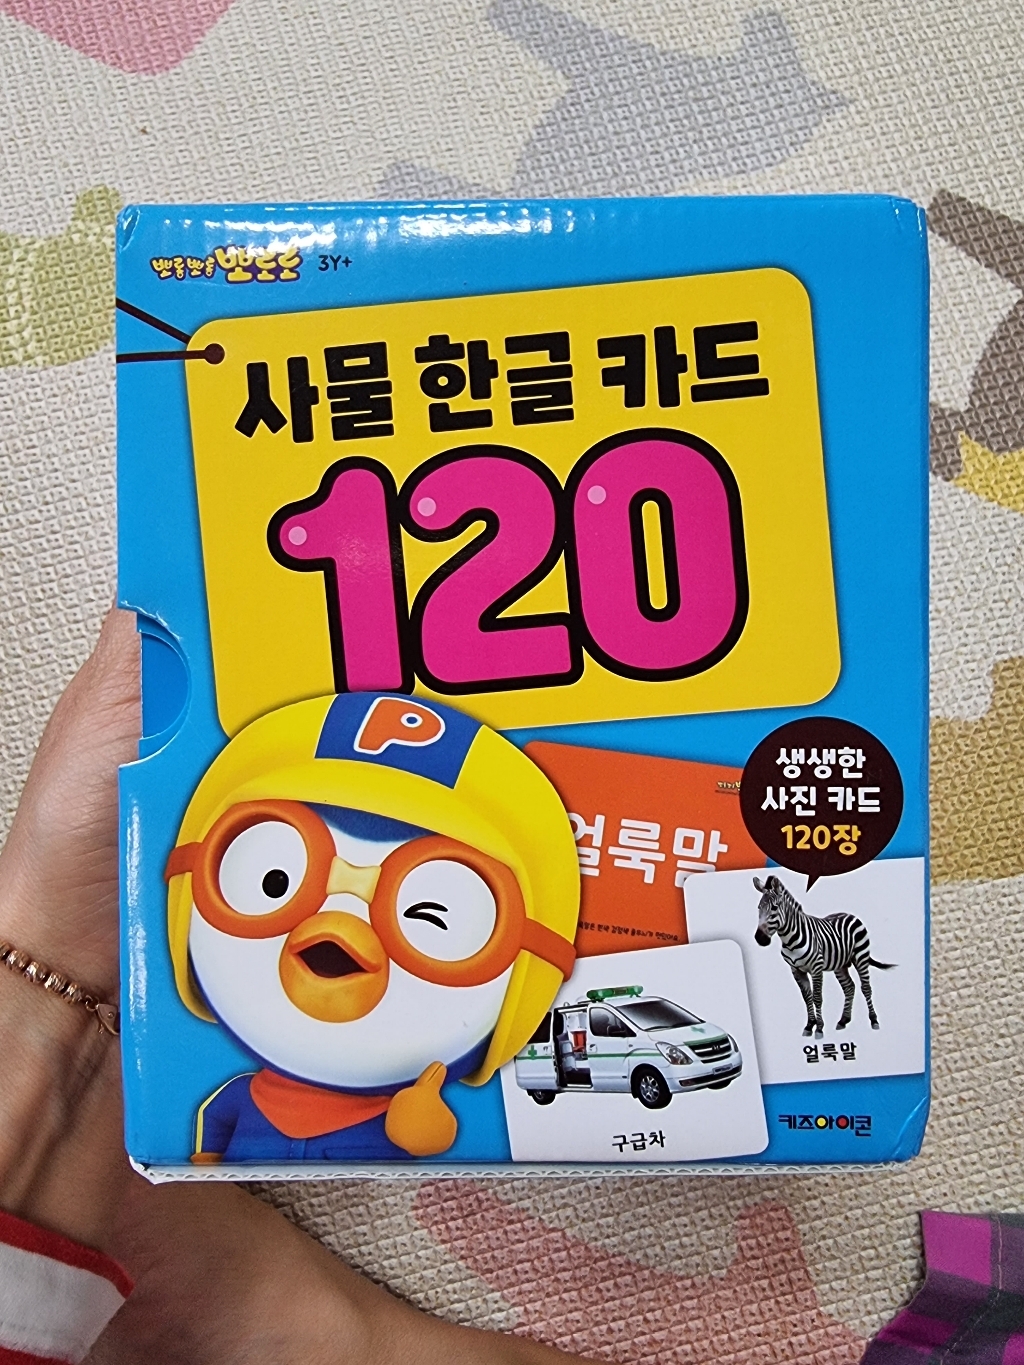 뽀롱뽀롱 뽀로로 3Y+
사물 한글 카드
120
P
생생한
사진 카드
120장
얼룩말
얼룩말
구급차
키즈아이콘